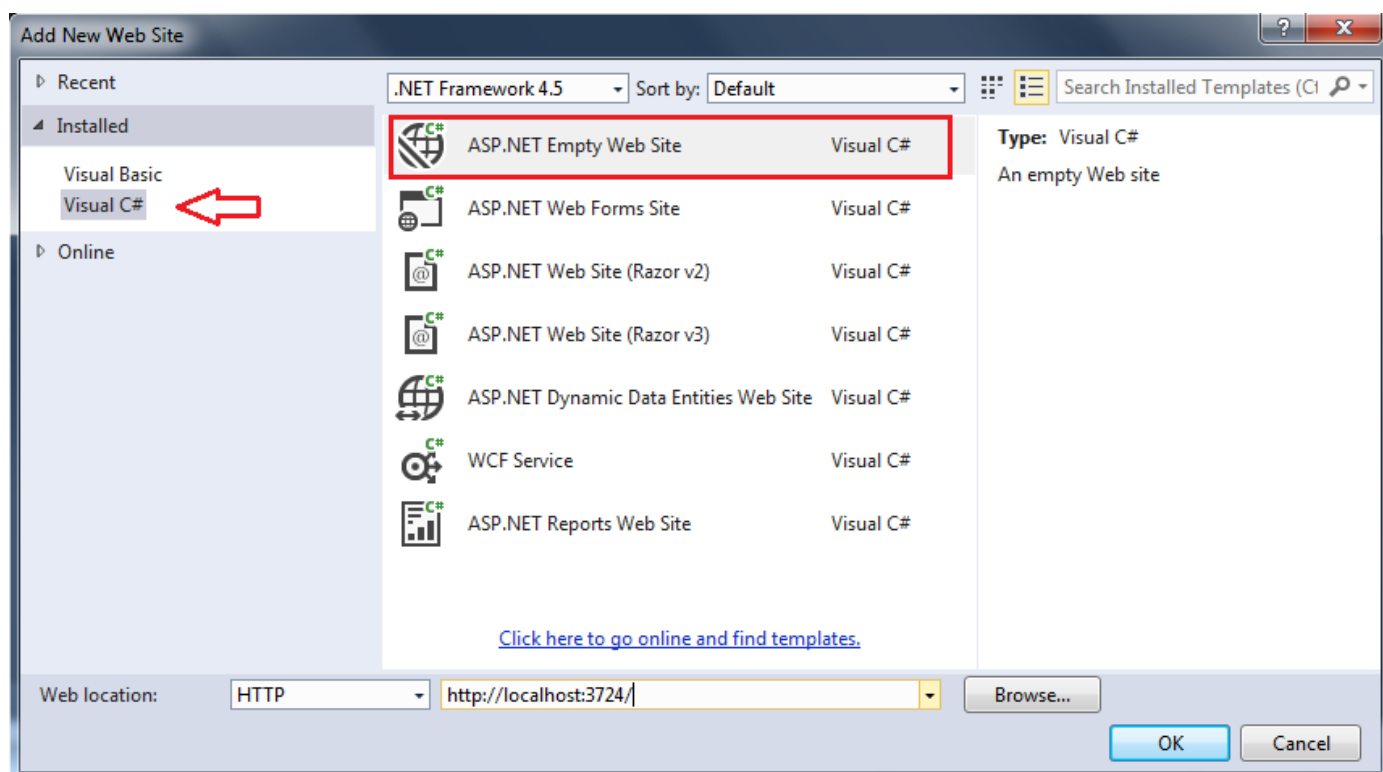 Add New Web Site
?
x
Recent
Installed
Visual Basic
Visual C#
Online
.NET Framework 4.5 Sort by: Default
Search Installed Templates (Ct
C# ASP.NET Empty Web Site Visual C#
C# ASP.NET Web Forms Site Visual C#
C# @ ASP.NET Web Site (Razor v2) Visual C#
C# @ ASP.NET Web Site (Razor v3) Visual C#
C# ASP.NET Dynamic Data Entities Web Site Visual C#
C# WCF Service Visual C#
C# ASP.NET Reports Web Site Visual C#
Click here to go online and find templates.
Type: Visual C#
An empty Web site
Web location: HTTP http://localhost:3724/ Browse...
OK Cancel